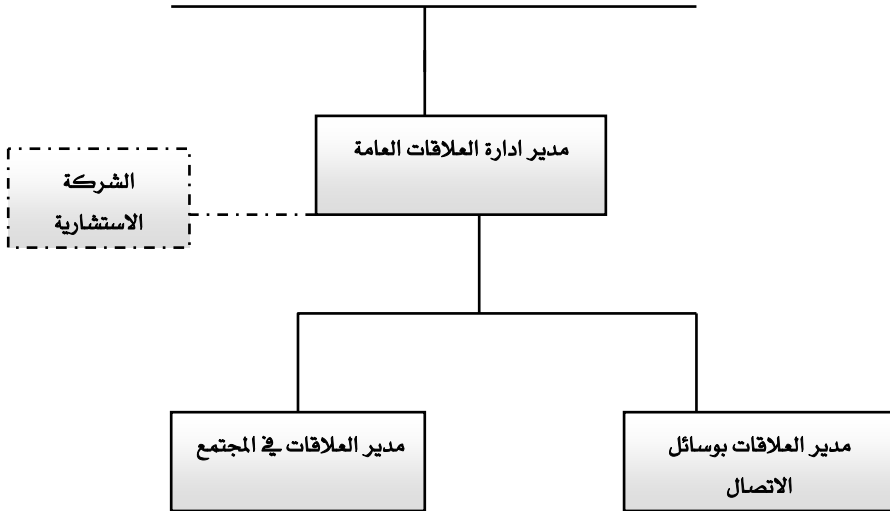 مدير ادارة العلاقات العامة
الشركة
الاستشارية
مدير العلاقات بوسائل
الاتصال
مدير العلاقات في المجتمع